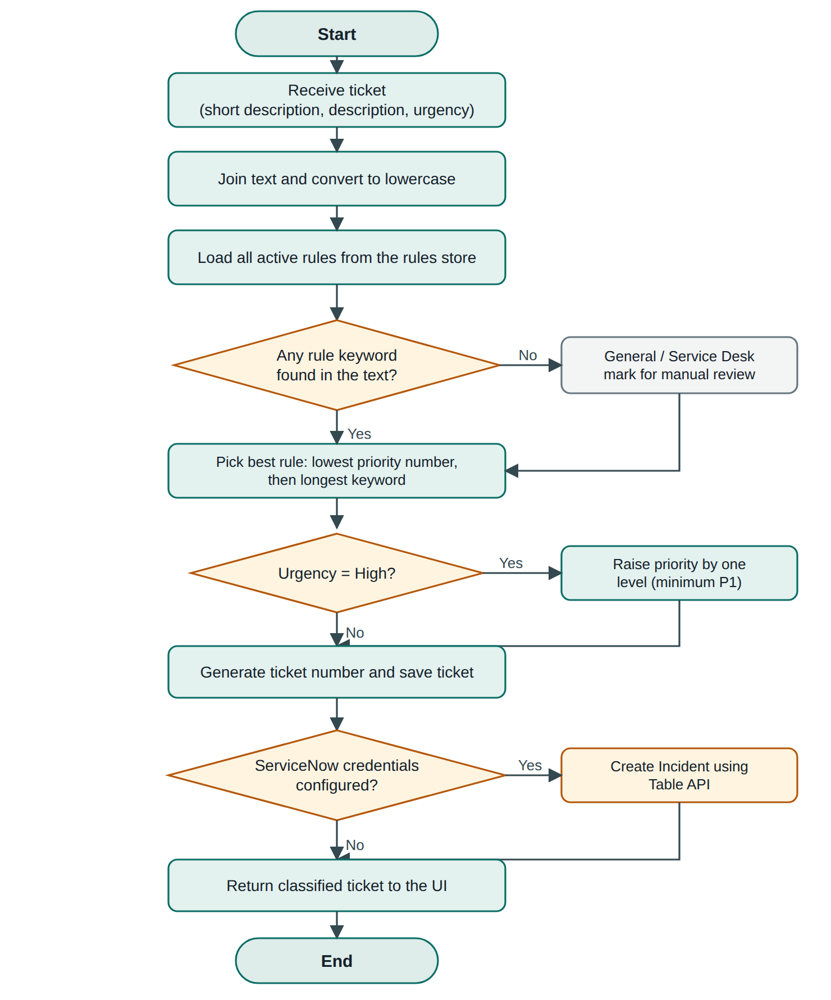 Start
Receive ticket
(short description, description, urgency)
Join text and convert to lowercase
Load all active rules from the rules store
Any rule keyword
found in the text?
No
General / Service Desk
mark for manual review
Yes
Pick best rule: lowest priority number,
then longest keyword
Urgency = High?
Yes
Raise priority by one
level (minimum P1)
No
Generate ticket number and save ticket
ServiceNow credentials
configured?
Yes
Create Incident using
Table API
No
Return classified ticket to the UI
End